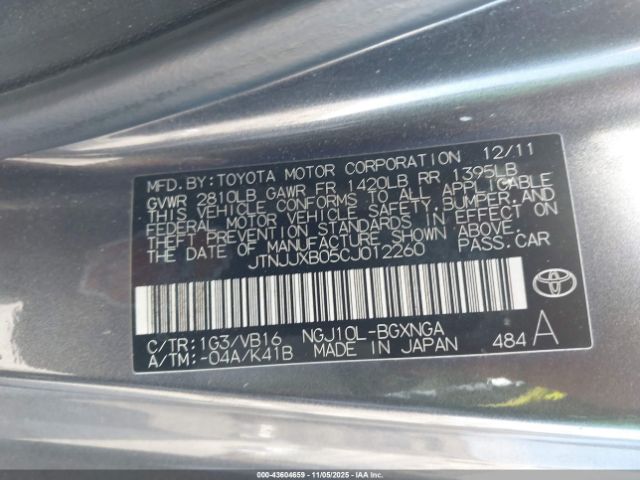 MFD. BY: TOYOTA MOTOR CORPORATION 12/11
GVWR 2810LB GAWR FR 1420LB RR 1395LB
THIS VEHICLE CONFORMS TO ALL APPLICABLE
FEDERAL MOTOR VEHICLE SAFETY, BUMPER, AND
THEFT PREVENTION STANDARDS IN EFFECT ON
THE DATE OF MANUFACTURE SHOWN ABOVE.
JTNJJXB05CJ012260 PASS. CAR
C/TR: 1G3/VB16 NGJ10L-BGXNGA
A/TM: -04A/K41B MADE IN JAPAN 484 A
TOYOTA
000-43604659 - 11/05/2025 - IAAI.COM